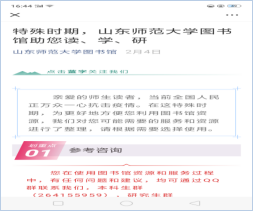 16:44
特殊时期，山东师范大学图书
馆助您读、学、研
山东师范大学图书馆 2月4日
点击蓝字关注我们
亲爱的师生读者，当前全国人民
正万众一心抗击疫情。在这特殊时
期，为更好地方便您利用图书馆资
源，我们对您可能需要的服务和资源
进行了整理，请根据需要选择使用。
划重点
01 参考咨询
您在使用图书馆资源和服务过程
中，有任何问题和建议，均可通过QQ
群联系我们，本科生群
(264155959)，研究生群